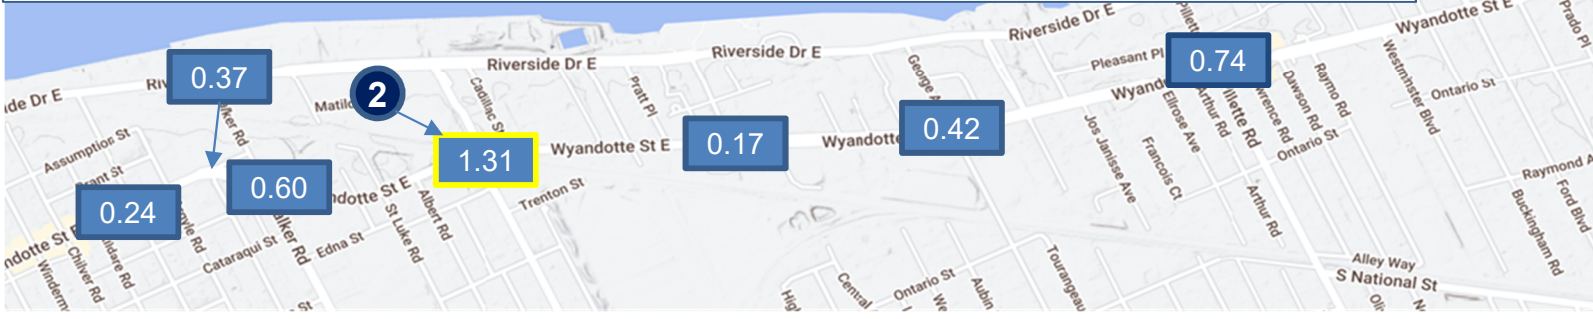 Riverside Dr E
Riverside Dr E
Riverside Dr E
Wyandotte St E
Pleasant Pl
0.74
0.37
2
1.31
0.17
0.42
0.60
0.24
Wyandotte St E
Cadillac St
Pratt Pl
Assumption St
Cataraqui St
Edna St
St Luke Rd
Albert Rd
Trenton St
Chilver Rd
Jos Janisse Ave
Francois Ct
Ellrose Ave
Arthur Rd
Dawson Rd
Raymo Rd
Westminster Blvd
Ontario St
Ontario St
Arthur Rd
Ontario St
Central
Aubin
Tourangeau
Alley Way
S National St
Buckingham Rd
Ford Blvd
Raymond A
Prado Pl